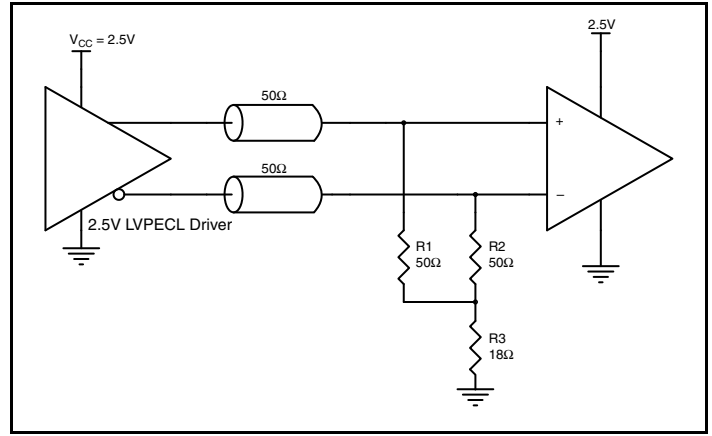 2.5V
V_CC = 2.5V
50Ω
+
50Ω
–
2.5V LVPECL Driver
R1
50Ω
R2
50Ω
R3
18Ω